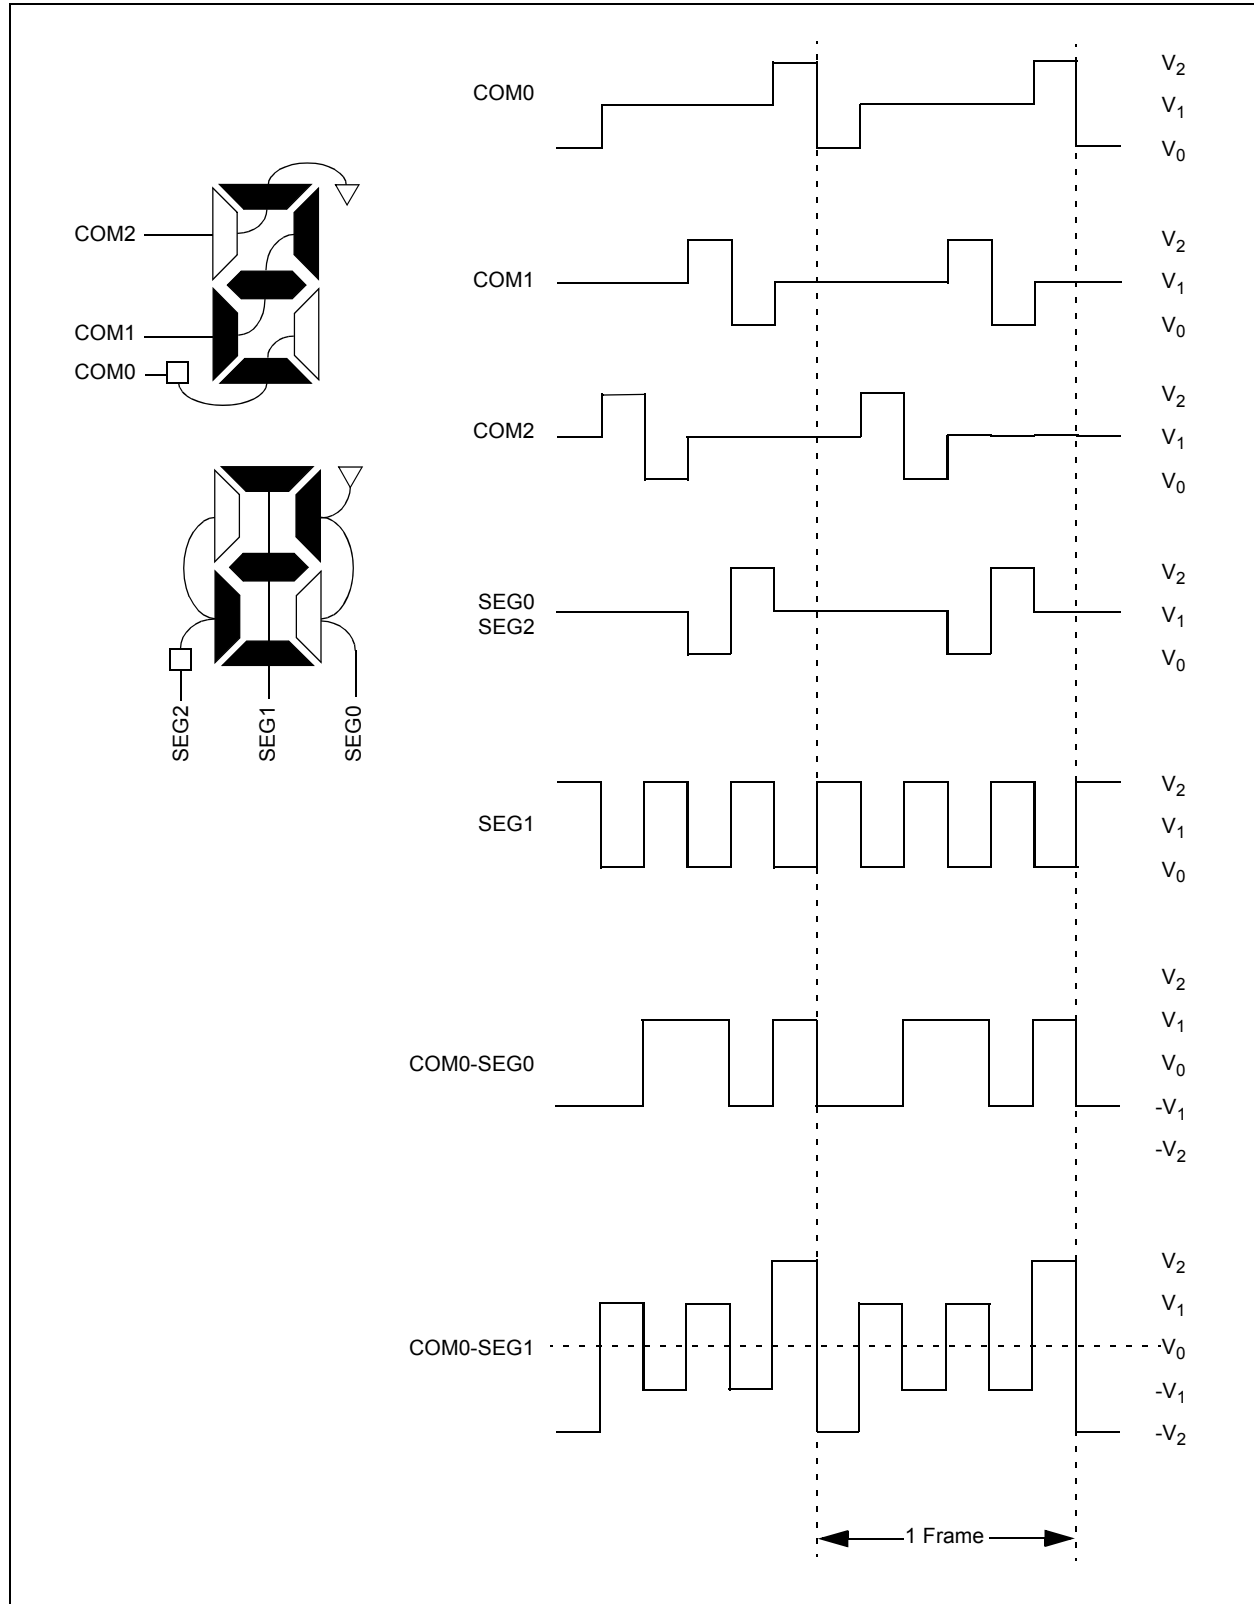 COM2
COM1
COM0
SEG2
SEG1
SEG0
COM0
V2
V1
V0
COM1
V2
V1
V0
COM2
V2
V1
V0
SEG0
SEG2
V2
V1
V0
SEG1
V2
V1
V0
COM0-SEG0
V2
V1
V0
-V1
-V2
COM0-SEG1
V2
V1
V0
-V1
-V2
1 Frame